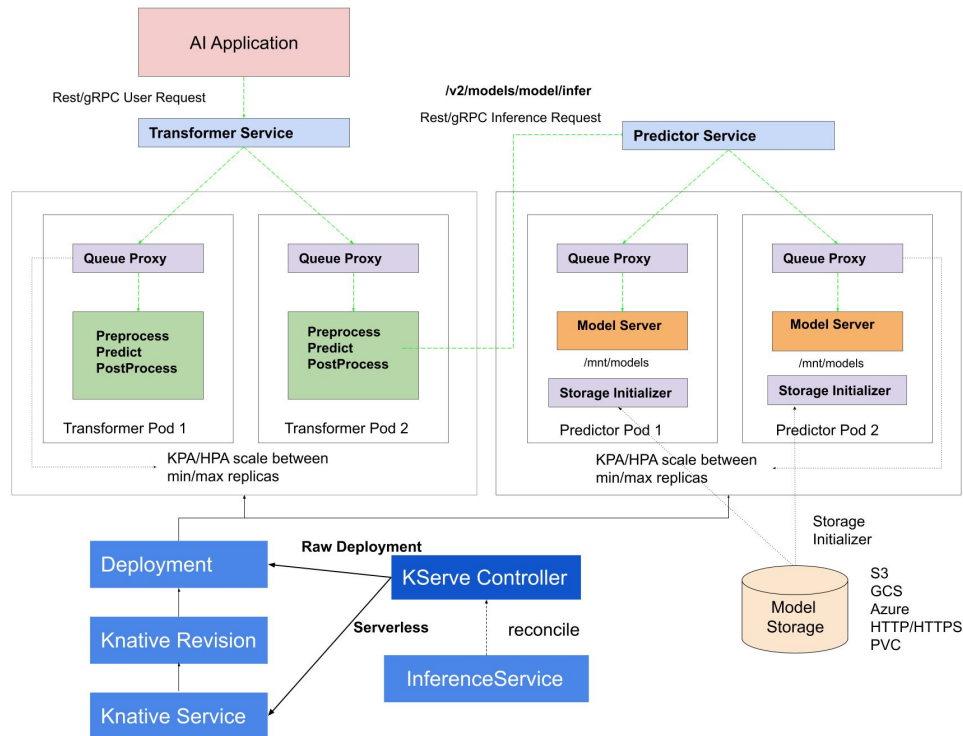 AI Application
Rest/gRPC User Request
/v2/models/model/infer
Rest/gRPC Inference Request
Transformer Service
Predictor Service
Queue Proxy
Queue Proxy
Queue Proxy
Queue Proxy
Preprocess
Predict
PostProcess
Preprocess
Predict
PostProcess
Model Server
Model Server
/mnt/models
/mnt/models
Storage Initializer
Storage Initializer
Transformer Pod 1
Transformer Pod 2
Predictor Pod 1
Predictor Pod 2
KPA/HPA scale between
min/max replicas
KPA/HPA scale between
min/max replicas
Storage
Initializer
Raw Deployment
Deployment
KServe Controller
Serverless
reconcile
Knative Revision
InferenceService
Knative Service
Model
Storage
S3
GCS
Azure
HTTP/HTTPS
PVC